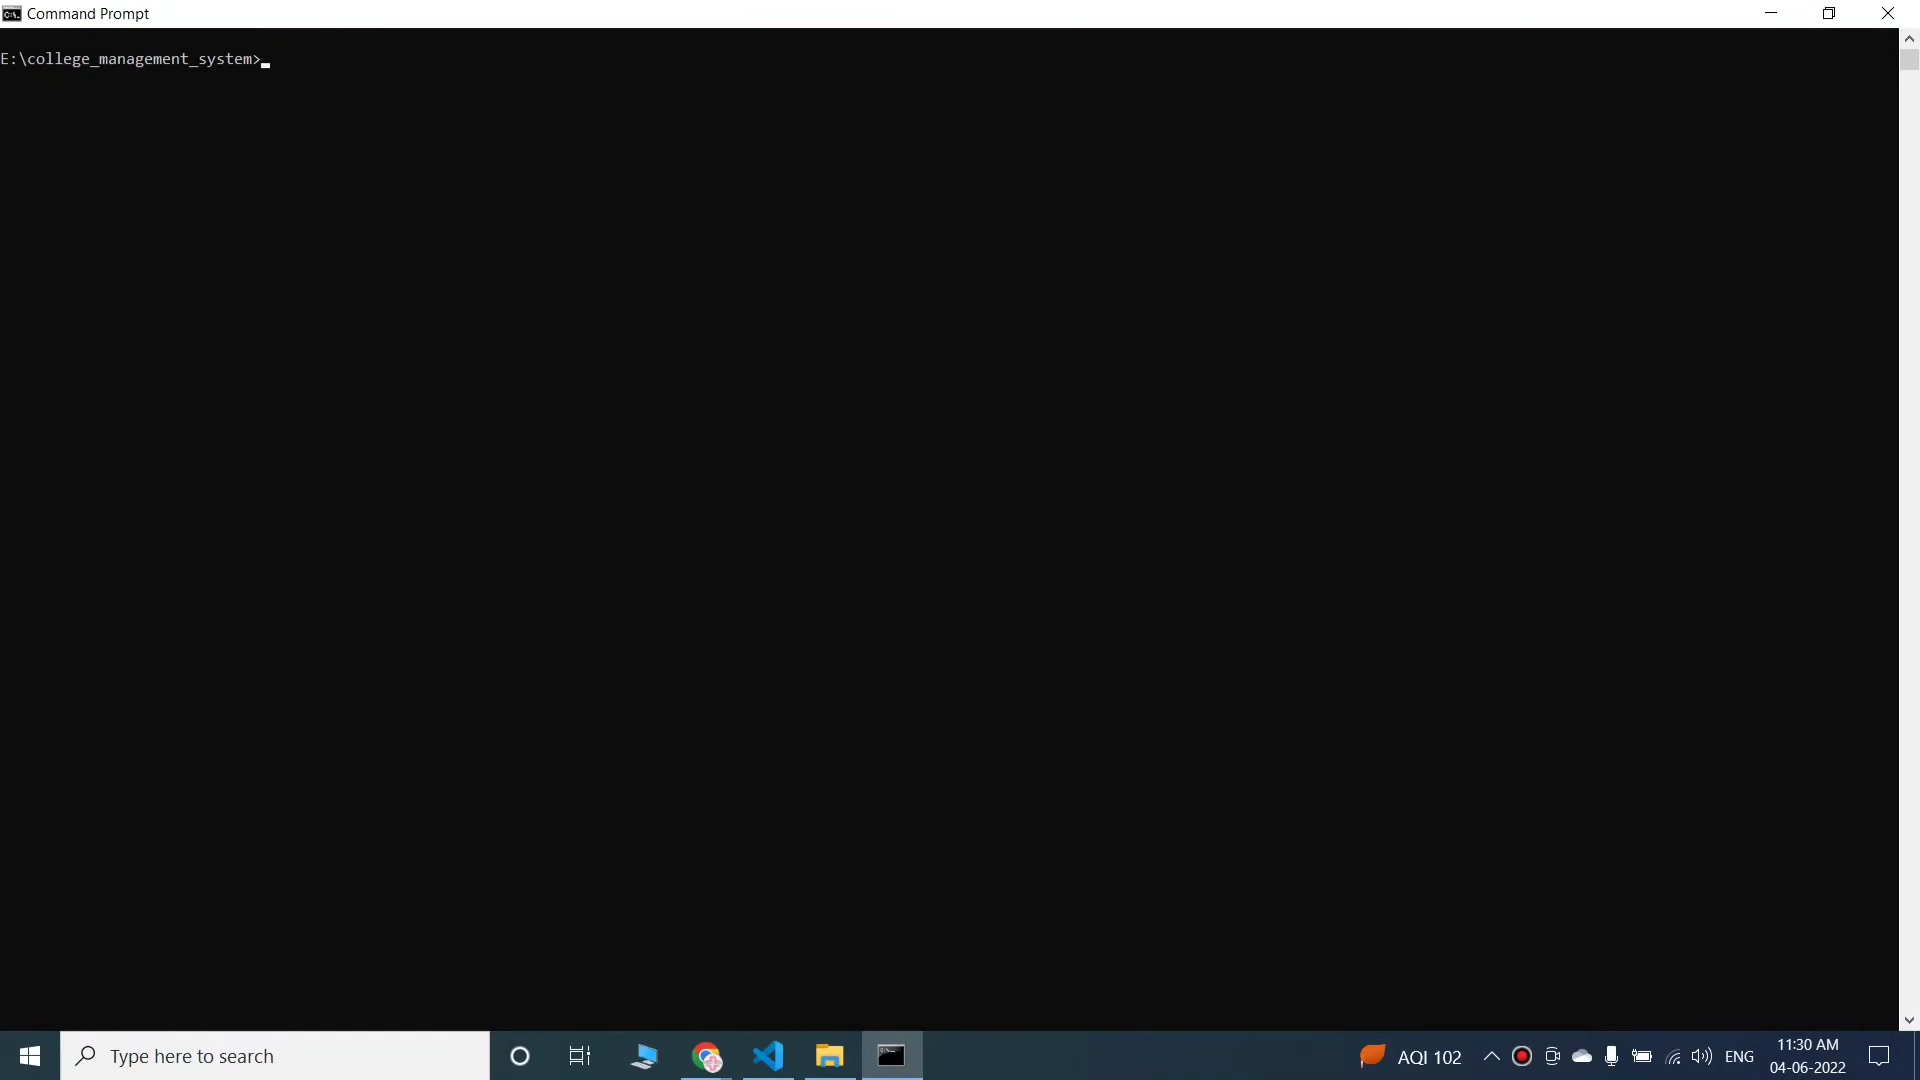 Command Prompt
E:\college_management_system>
Type here to search
AQI 102
ENG
11:30 AM
04-06-2022